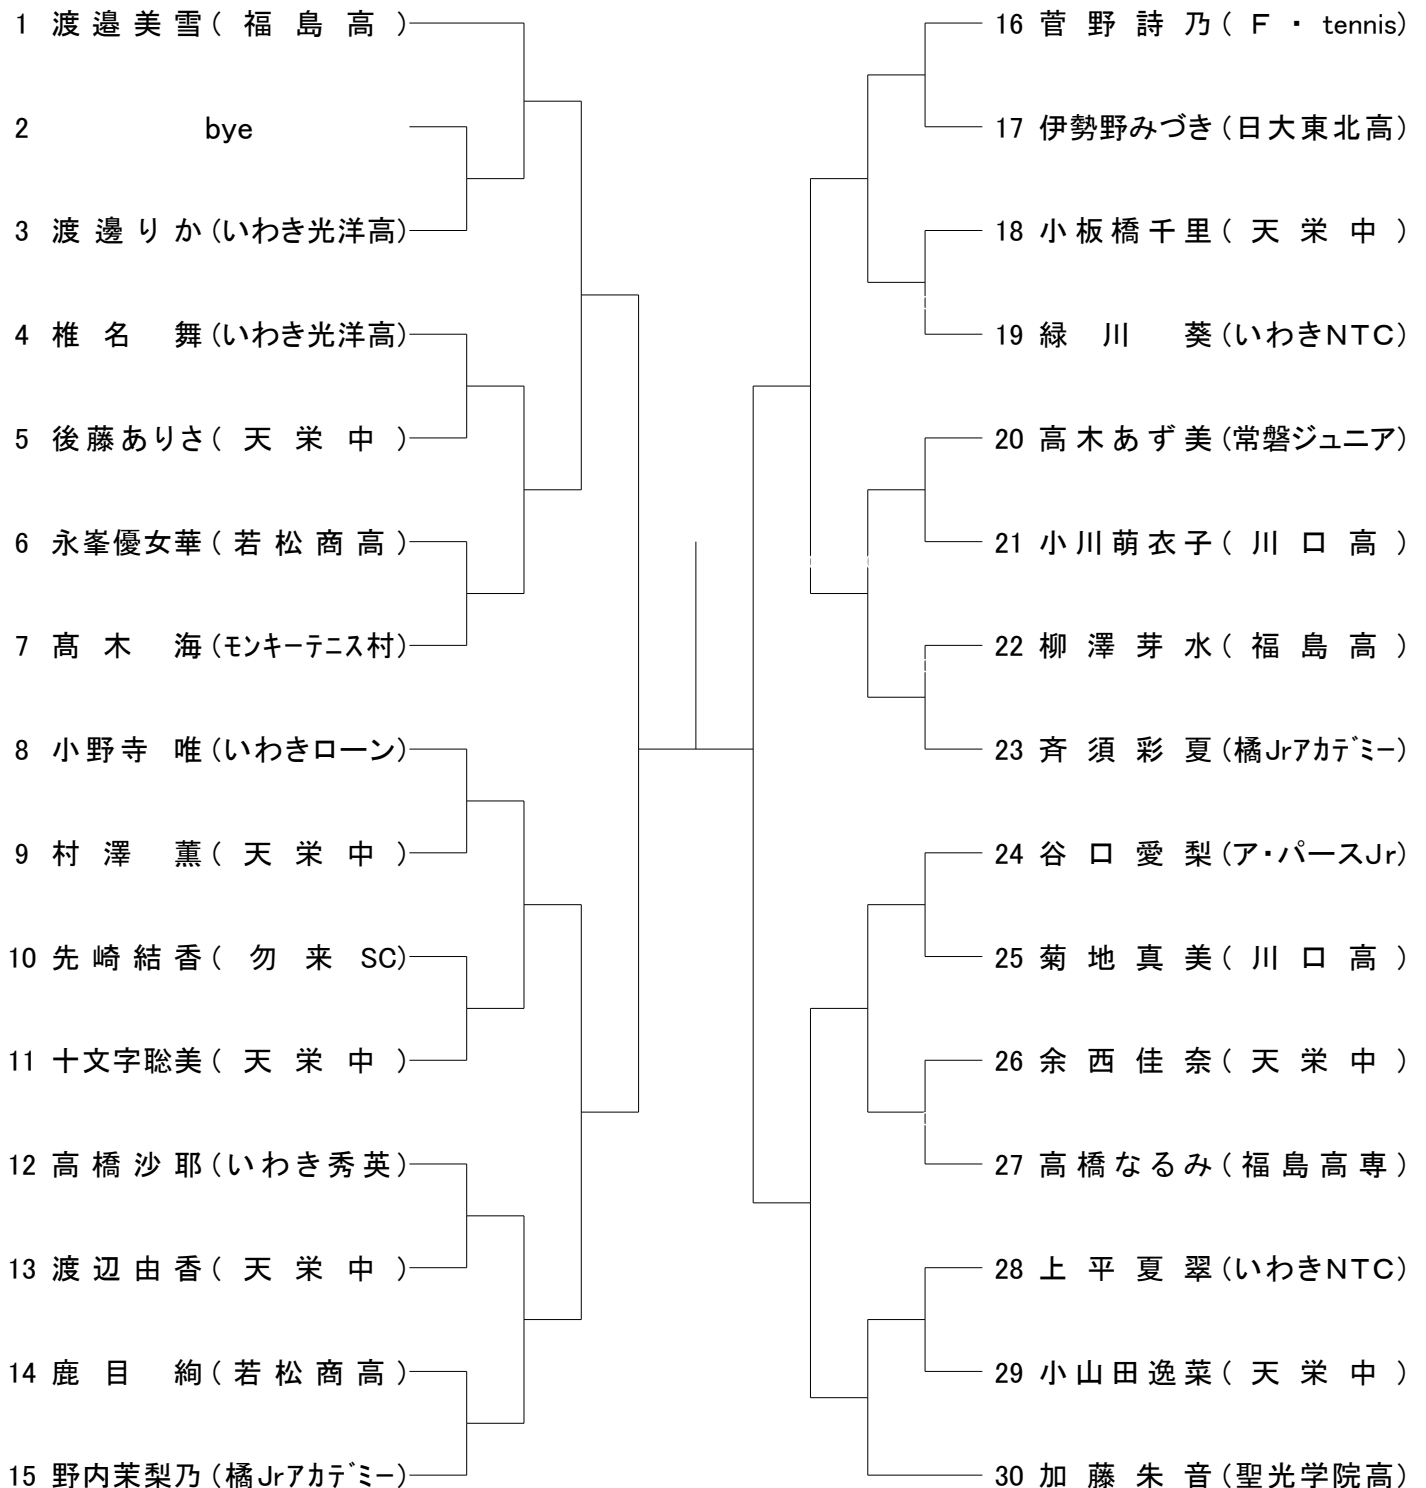 1 渡邉美雪(福島高)
2 bye
3 渡邉りか(いわき光洋高)
4 椎名 舞(いわき光洋高)
5 後藤ありさ(天栄中)
6 永峯優女華(若松商高)
7 髙木 海(モンキーテニス村)
8 小野寺 唯(いわきローン)
9 村澤 薫(天栄中)
10 先崎結香(勿来SC)
11 十文字聡美(天栄中)
12 高橋沙耶(いわき秀英)
13 渡辺由香(天栄中)
14 鹿目 絢(若松商高)
15 野内茉梨乃(橘Jrアカデミー)
16 菅野詩乃(F・tennis)
17 伊勢野みづき(日大東北高)
18 小板橋千里(天栄中)
19 緑川 葵(いわきNTC)
20 高木あず美(常磐ジュニア)
21 小川萌衣子(川口高)
22 柳澤芽水(福島高)
23 斉須彩夏(橘Jrアカデミー)
24 谷口愛梨(ア・パースJr)
25 菊地真美(川口高)
26 余西佳奈(天栄中)
27 高橋なるみ(福島高専)
28 上平夏翠(いわきNTC)
29 小山田逸菜(天栄中)
30 加藤朱音(聖光学院高)